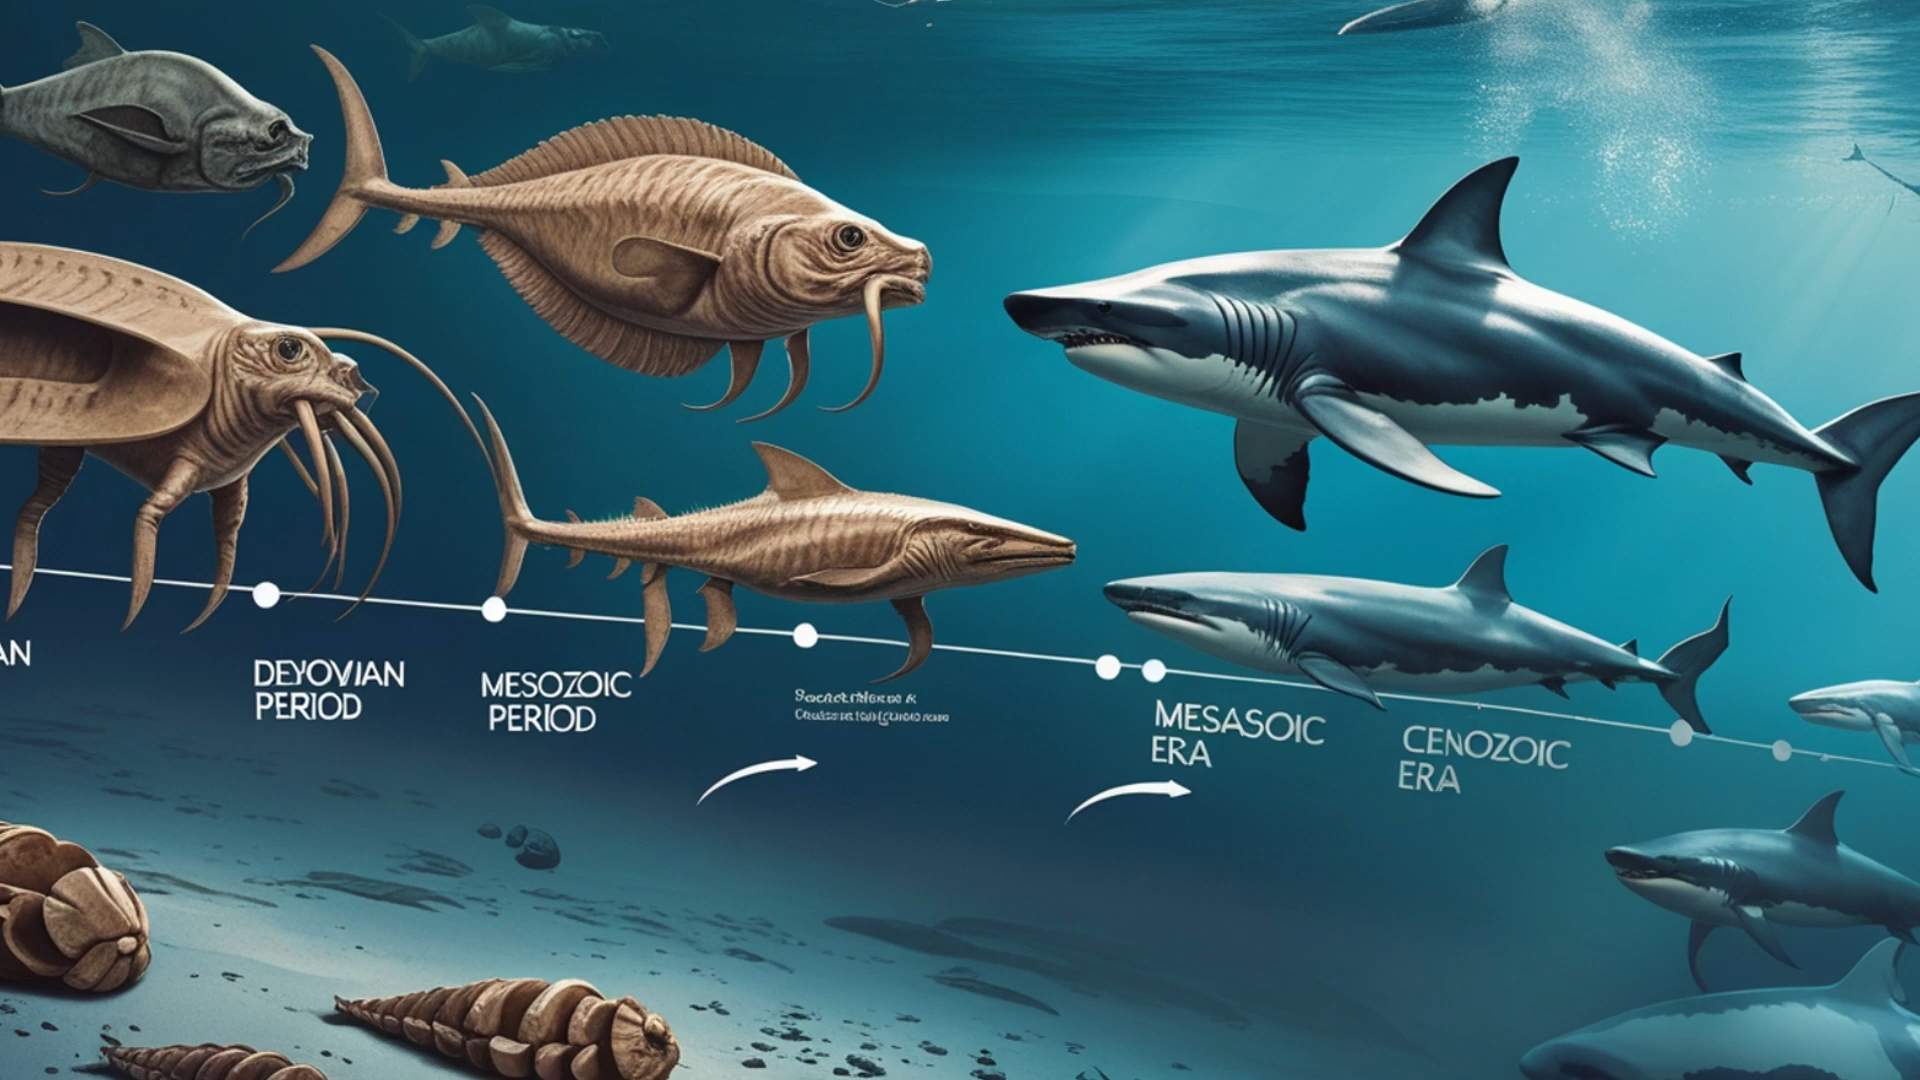 AN
DEYOVIAN
PERIOD
MESOZOIC
PERIOD
MESASOIC
ERA
CENOZOIC
ERA